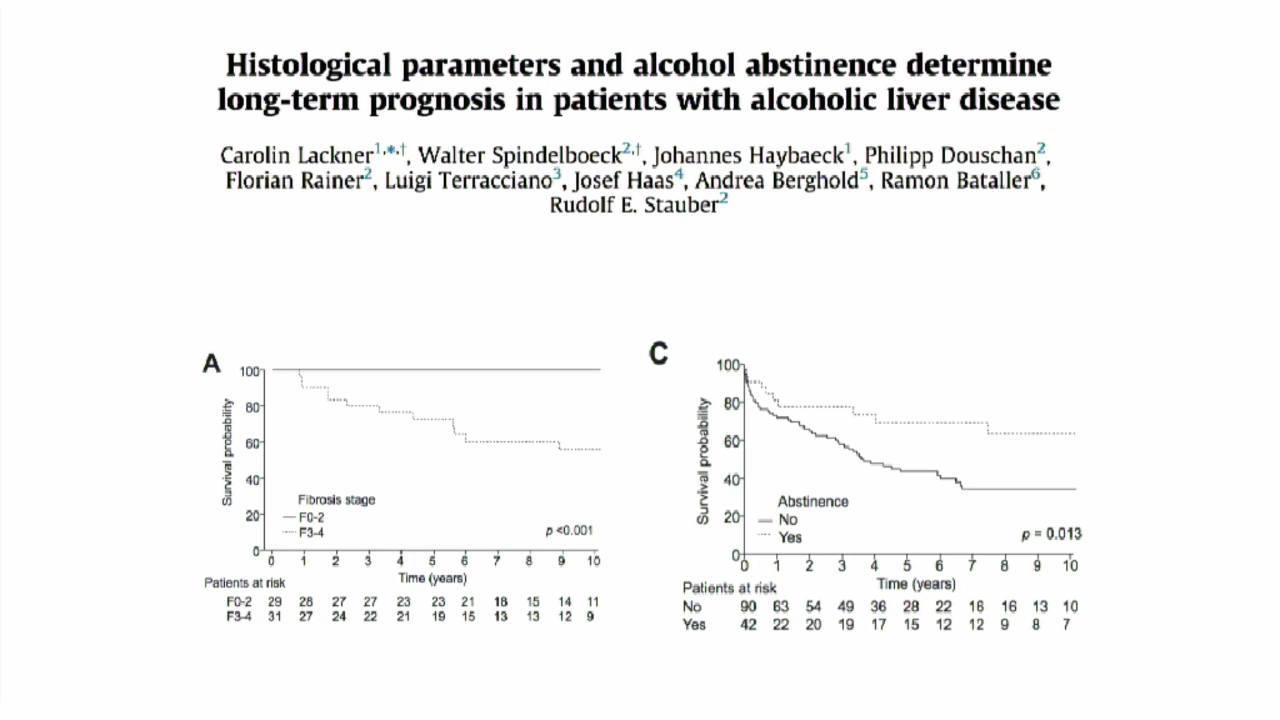 Histological parameters and alcohol abstinence determine
long-term prognosis in patients with alcoholic liver disease
Carolin Lackner1,*,†, Walter Spindelboeck2,†, Johannes Haybaeck1, Philipp Douschan2,
Florian Rainer2, Luigi Terracciano3, Josef Haas4, Andrea Berghold5, Ramon Bataller6,
Rudolf E. Stauber2
A
Survival probability
100
80
60
40
20
0
Fibrosis stage
F0-2
F3-4
p <0.001
0 1 2 3 4 5 6 7 8 9 10
Time (years)
Patients at risk
F0-2 29 28 27 27 23 23 21 18 15 14 11
F3-4 31 27 24 22 21 19 15 13 13 12 9
C
Survival probability
100
80
60
40
20
0
Abstinence
No
Yes
p = 0.013
0 1 2 3 4 5 6 7 8 9 10
Time (years)
Patients at risk
No 90 63 54 49 36 28 22 16 16 13 10
Yes 42 22 20 19 17 15 12 12 9 8 7